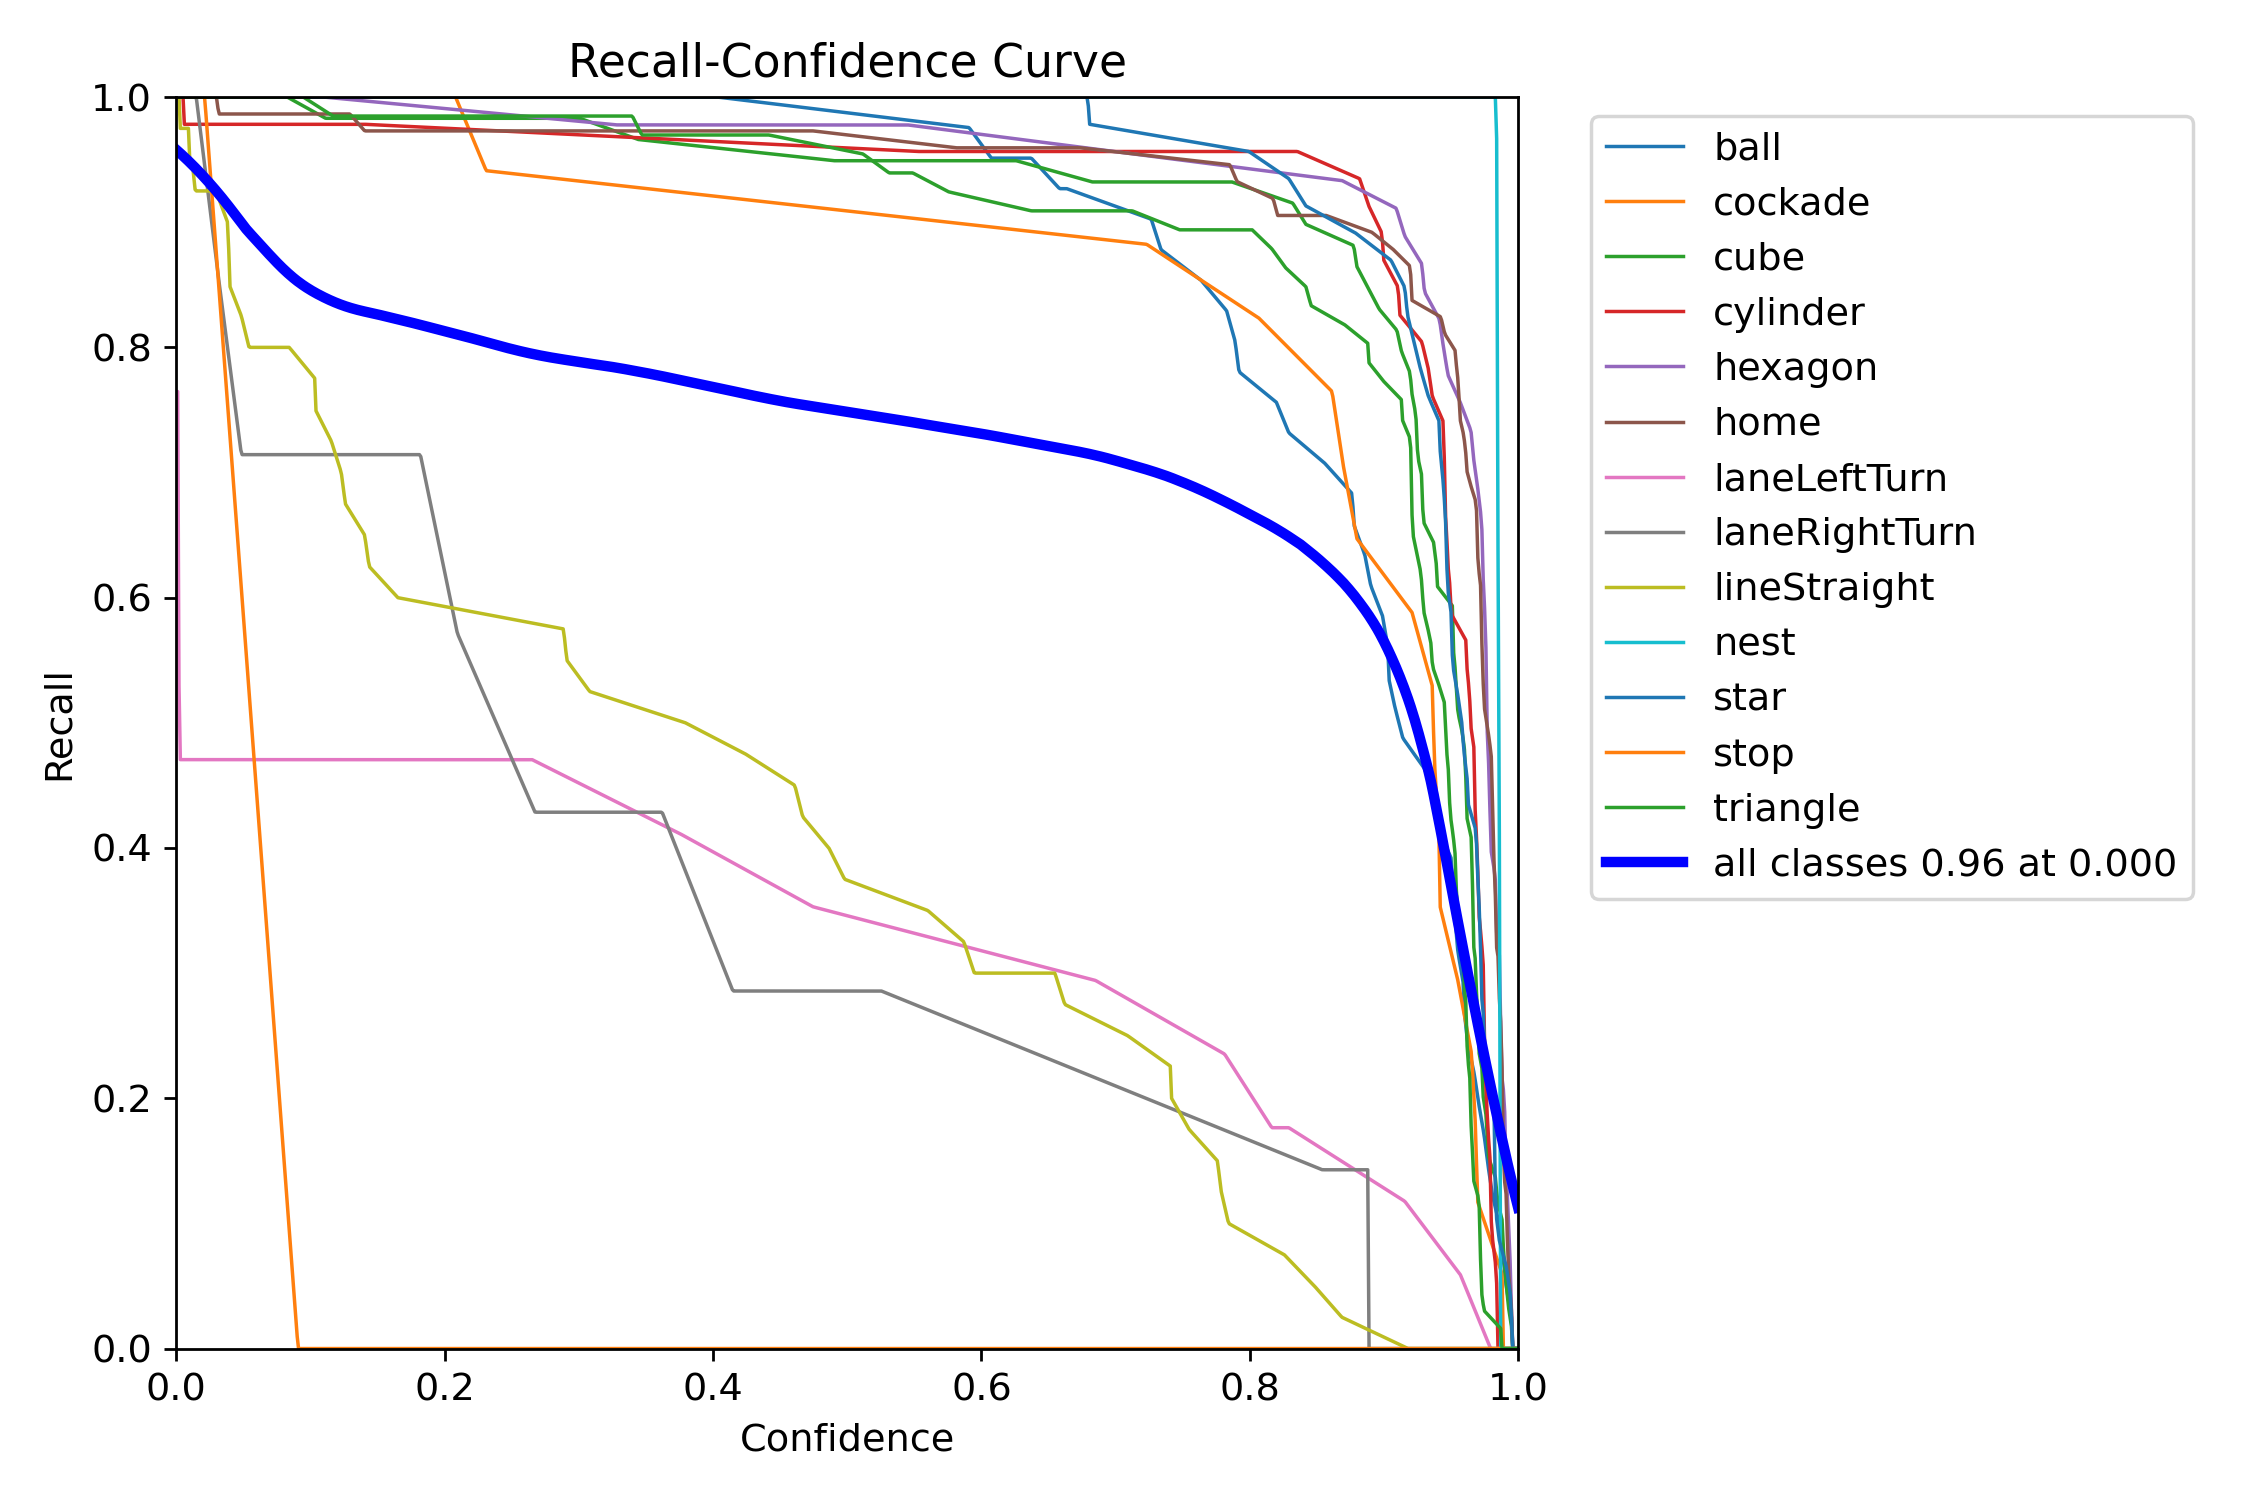 Recall-Confidence Curve
1.0
0.8
0.6
0.4
0.2
0.0
Recall
0.0 0.2 0.4 0.6 0.8 1.0
Confidence
ball
cockade
cube
cylinder
hexagon
home
laneLeftTurn
laneRightTurn
lineStraight
nest
star
stop
triangle
all classes 0.96 at 0.000